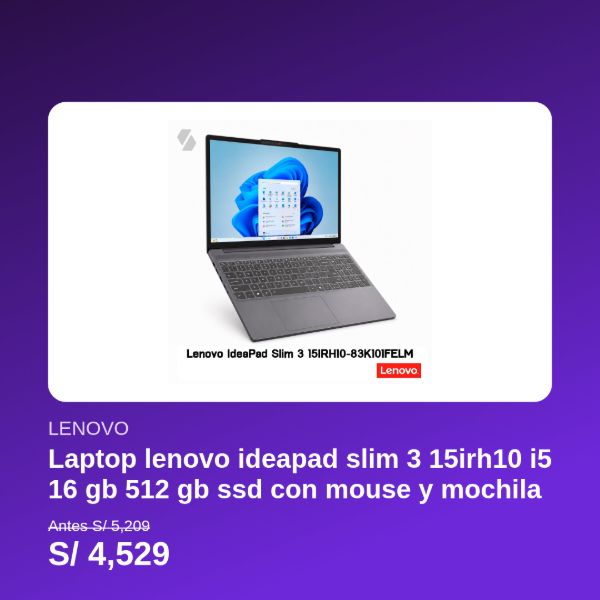 Lenovo IdeaPad Slim 3 15IRH10-83K101FELM
Lenovo
LENOVO
Laptop lenovo ideapad slim 3 15irh10 i5
16 gb 512 gb ssd con mouse y mochila
Antes S/ 5,209
S/ 4,529